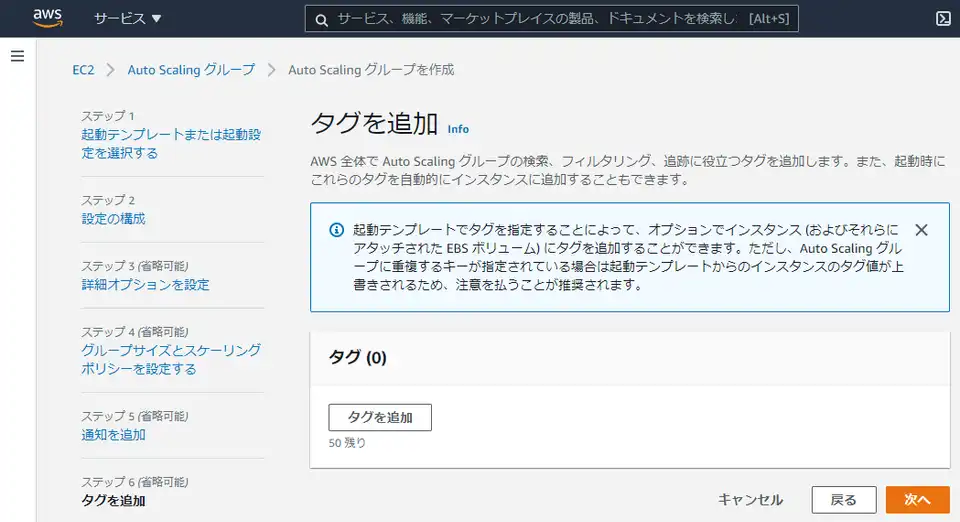 aws
サービス ▼
サービス、機能、マーケットプレイスの製品、ドキュメントを検索し [Alt+S]
EC2 > Auto Scaling グループ > Auto Scaling グループを作成
ステップ 1
起動テンプレートまたは起動設
定を選択する
ステップ 2
設定の構成
ステップ 3 (省略可能)
詳細オプションを設定
ステップ 4 (省略可能)
グループサイズとスケーリング
ポリシーを設定する
ステップ 5 (省略可能)
通知を追加
ステップ 6 (省略可能)
タグを追加
タグを追加 Info
AWS 全体で Auto Scaling グループの検索、フィルタリング、追跡に役立つタグを追加します。また、起動時に
これらのタグを自動的にインスタンスに追加することもできます。
起動テンプレートでタグを指定することによって、オプションでインスタンス (およびそれらに
アタッチされた EBS ボリューム) にタグを追加することができます。ただし、Auto Scaling グルー
プに重複するキーが指定されている場合は起動テンプレートからのインスタンスのタグ値が上
書きされるため、注意を払うことが推奨されます。
タグ (0)
タグを追加
50 残り
キャンセル
戻る
次へ